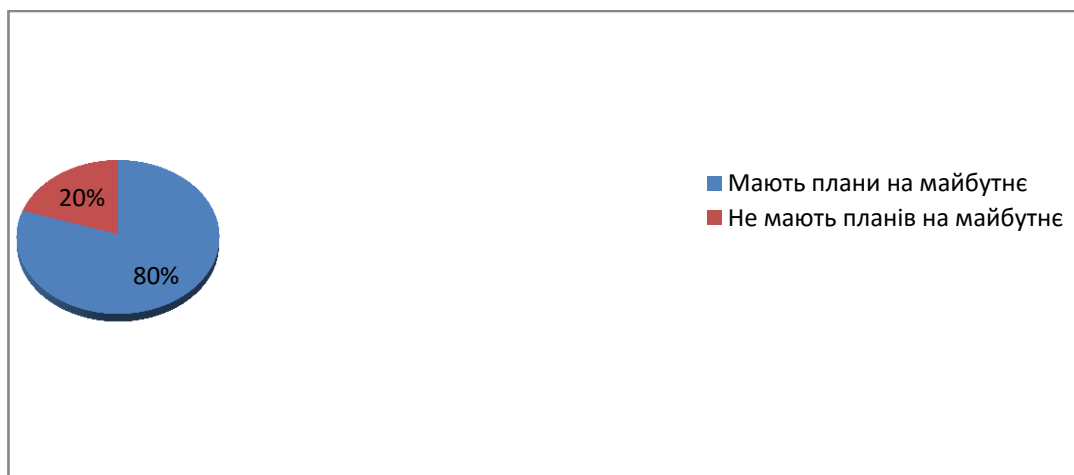 20%
80%
Мають плани на майбутнє
Не мають планів на майбутнє